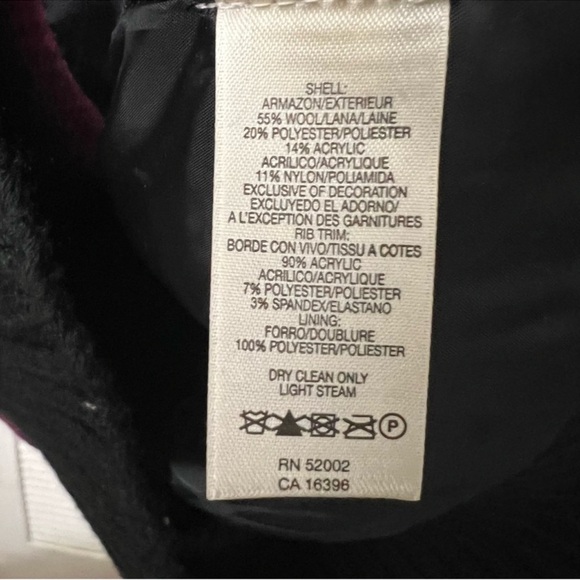 SHELL:
ARMAZON/EXTERIEUR
55% WOOL/LANA/LAINE
20% POLYESTER/POLIESTER
14% ACRYLIC
ACRILICO/ACRYLIQUE
11% NYLON/POLIAMIDA
EXCLUSIVE OF DECORATION
EXCLUYEDO EL ADORNO/
A L'EXCEPTION DES GARNITURES
RIB TRIM:
BORDE CON VIVO/TISSU A COTES
90% ACRYLIC
ACRILICO/ACRYLIQUE
7% POLYESTER/POLIESTER
3% SPANDEX/ELASTANO
LINING:
FORRO/DOUBLURE
100% POLYESTER/POLIESTER
DRY CLEAN ONLY
LIGHT STEAM
P
RN 52002
CA 16396